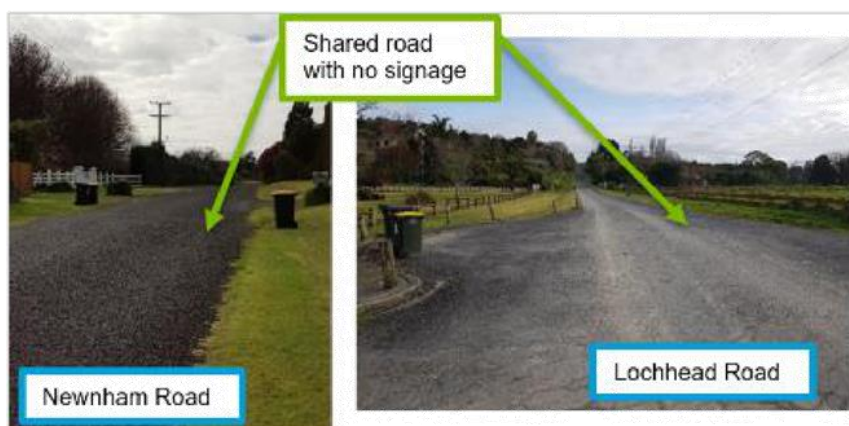 Shared road
with no signage
Newnham Road
Lochhead Road